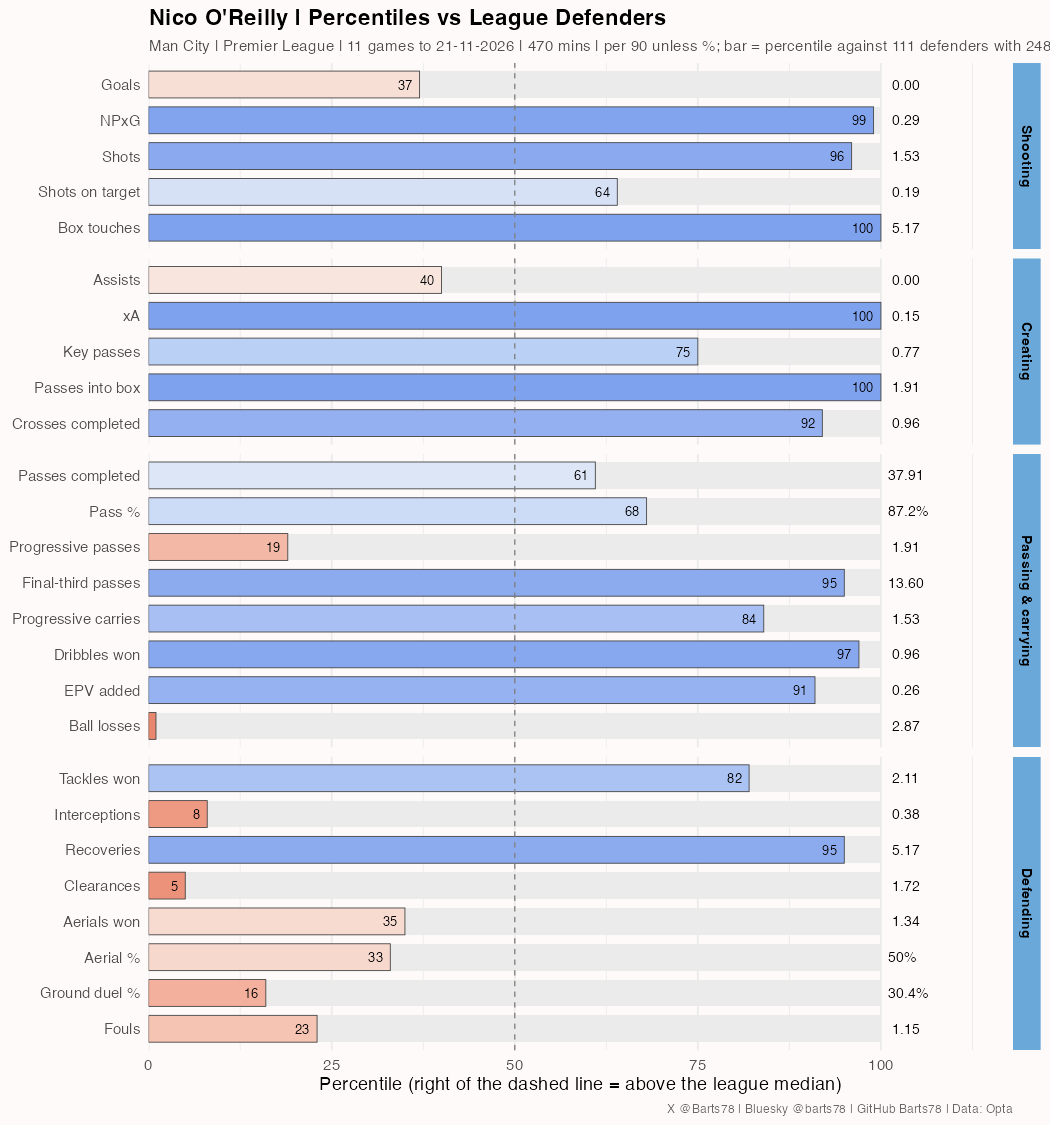 Nico O'Reilly | Percentiles vs League Defenders
Man City | Premier League | 11 games to 21-11-2026 | 470 mins | per 90 unless %; bar = percentile against 111 defenders with 248
Goals 37 0.00
NPxG 99 0.29
Shots 96 1.53
Shots on target 64 0.19
Box touches 100 5.17
Shooting
Assists 40 0.00
xA 100 0.15
Key passes 75 0.77
Passes into box 100 1.91
Crosses completed 92 0.96
Creating
Passes completed 61 37.91
Pass % 68 87.2%
Progressive passes 19 1.91
Final-third passes 95 13.60
Progressive carries 84 1.53
Dribbles won 97 0.96
EPV added 91 0.26
Ball losses 2.87
Passing & carrying
Tackles won 82 2.11
Interceptions 8 0.38
Recoveries 95 5.17
Clearances 5 1.72
Aerials won 35 1.34
Aerial % 33 50%
Ground duel % 16 30.4%
Fouls 23 1.15
Defending
0 25 50 75 100
Percentile (right of the dashed line = above the league median)
X @Barts78 | Bluesky @barts78 | GitHub Barts78 | Data: Opta